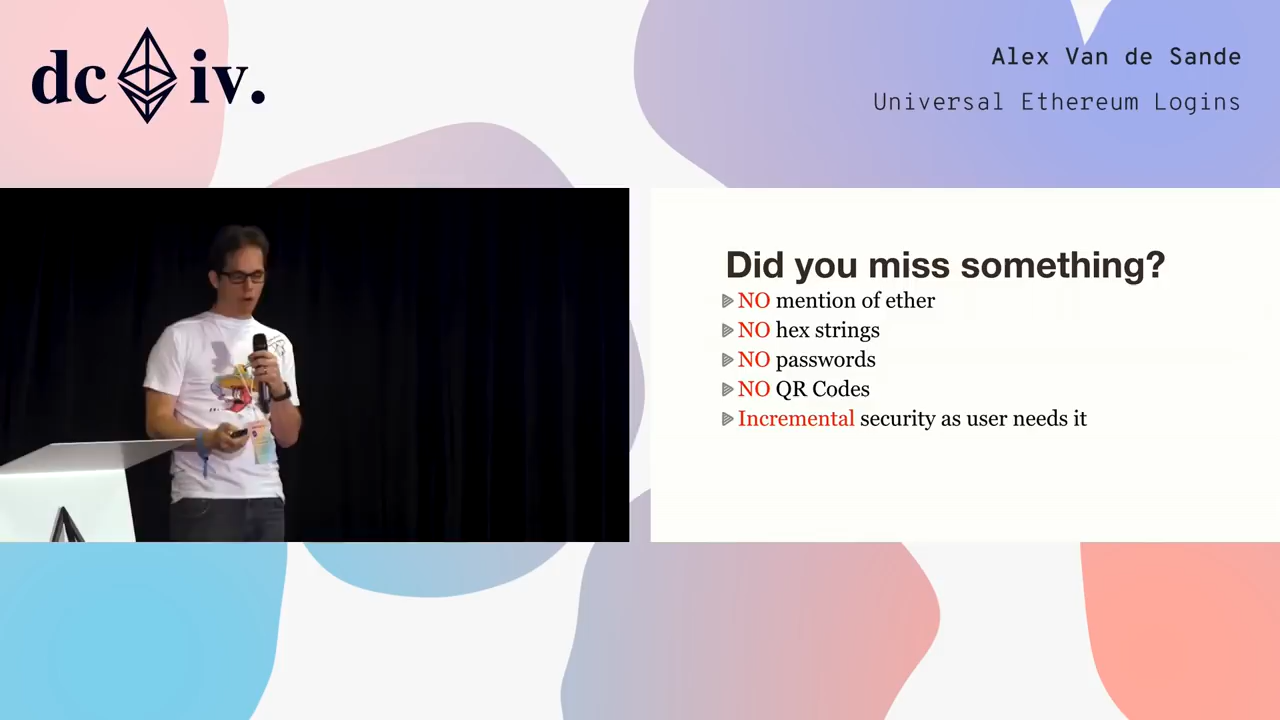 dc iv.
Alex Van de Sande
Universal Ethereum Logins
Did you miss something?
NO mention of ether
NO hex strings
NO passwords
NO QR Codes
Incremental security as user needs it